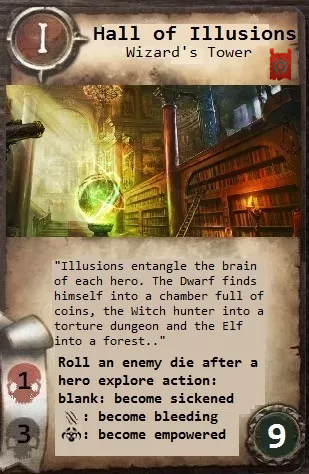 I
Hall of Illusions
Wizard's Tower
"Illusions entangle the brain
of each hero. The Dwarf finds
himself into a chamber full of
coins, the Witch hunter into a
torture dungeon and the Elf
into a forest.."
Roll an enemy die after a
hero explore action:
blank: become sickened
: become bleeding
: become empowered
1
3
9